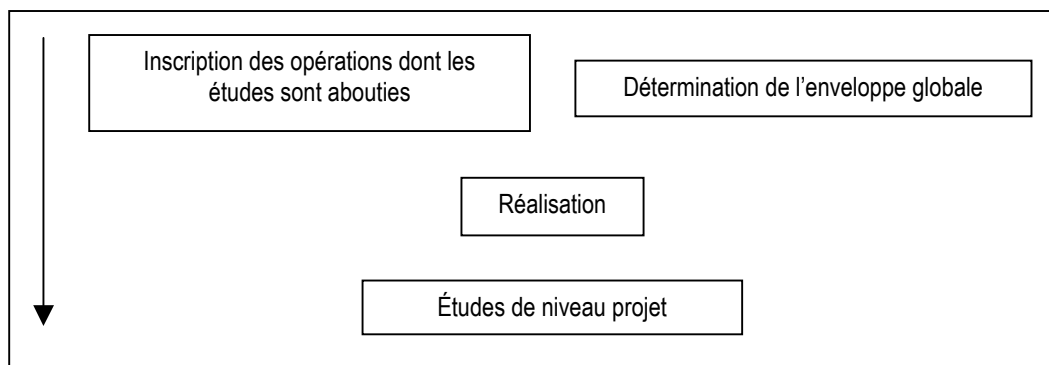 Inscription des opérations dont les
études sont abouties
Détermination de l’enveloppe globale
Réalisation
Études de niveau projet